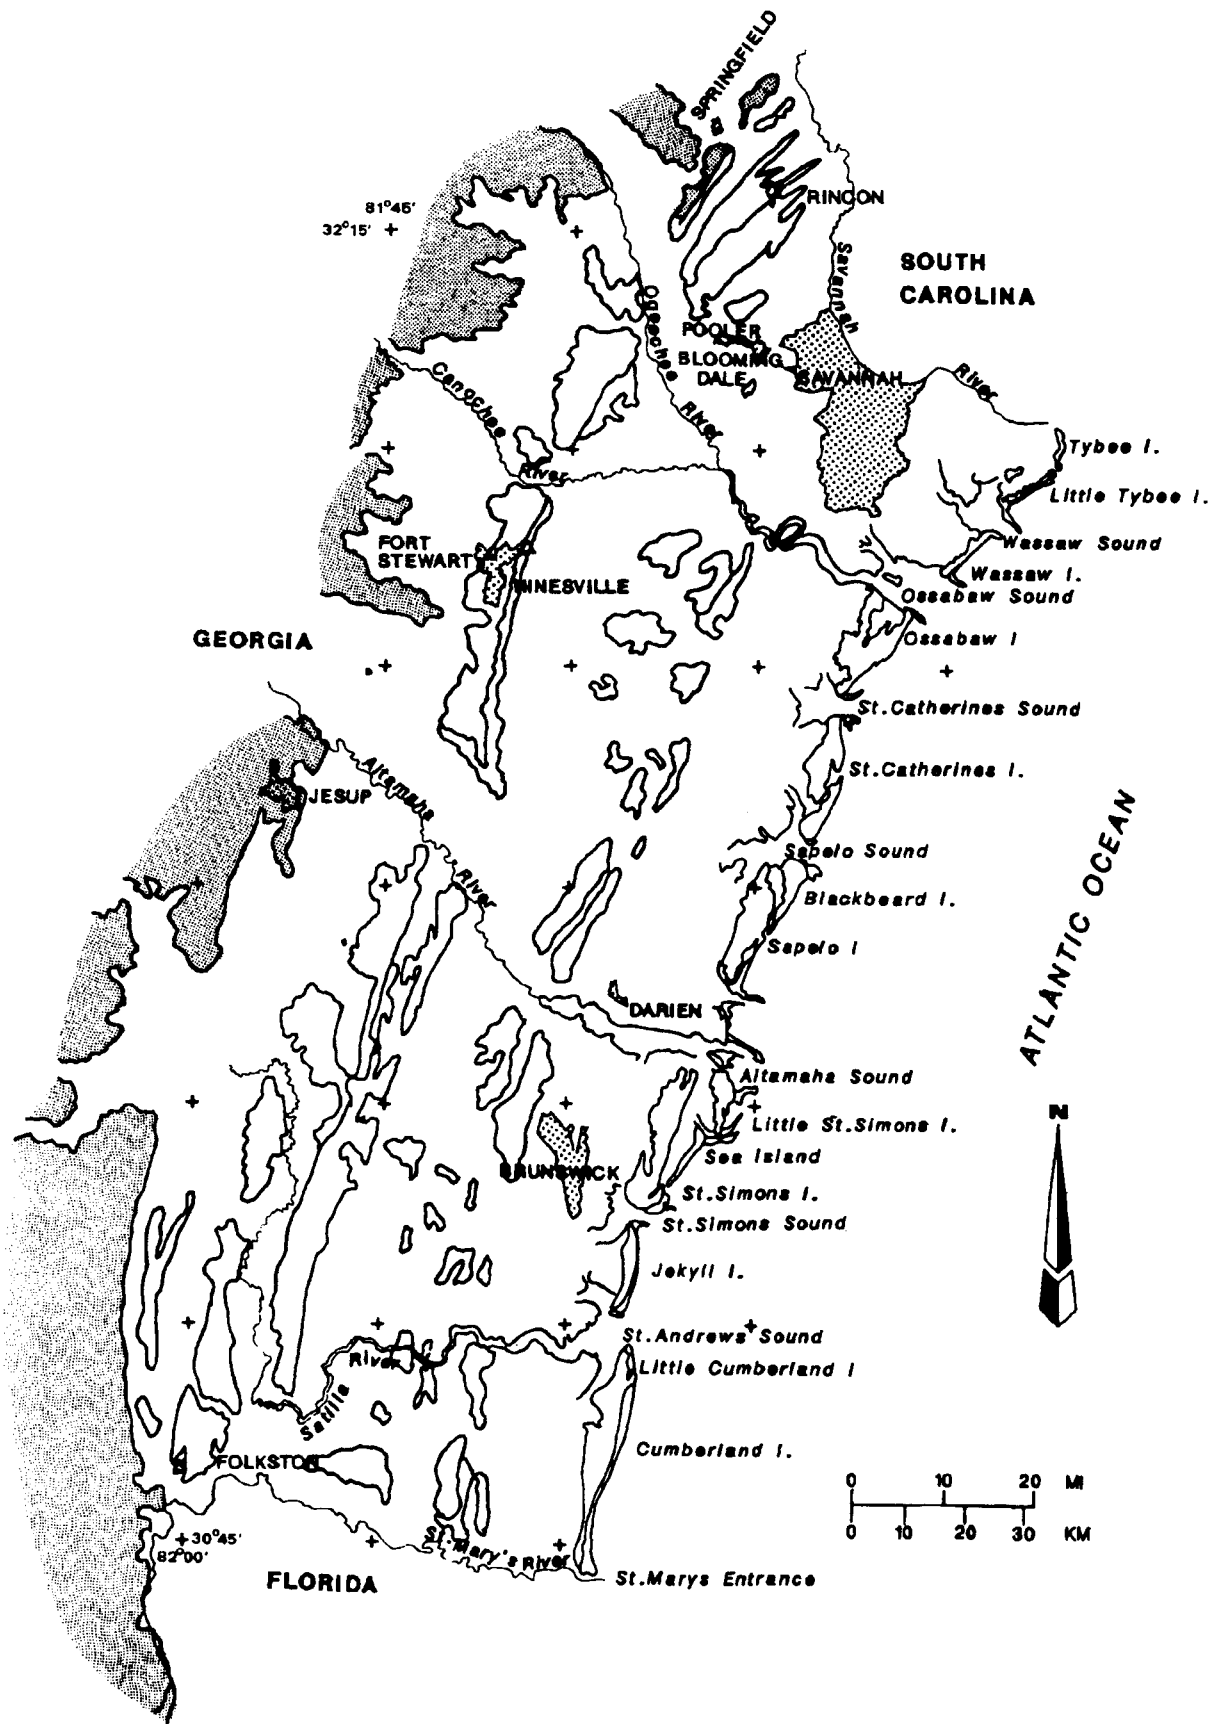 SPRINGFIELD
RINCON
81°45'
32°15'
Savannah
SOUTH
CAROLINA
Ogeechee
POOLER
BLOOMING
DALE
SAVANNAH
River
Canoochee
River
River
Tybee I.
Little Tybee I.
FORT
STEWART
Wassaw Sound
Wassaw I.
HINESVILLE
Ossabaw Sound
GEORGIA
Ossabaw I
St.Catherines Sound
St.Catherines I.
Altamaha
JESUP
Sapelo Sound
River
Blackbeard I.
Sapelo I
ATLANTIC OCEAN
DARIEN
Altamaha Sound
N
Little St.Simons I.
Sea Island
BRUNSWICK
St.Simons I.
St.Simons Sound
Jekyll I.
St.Andrews Sound
River
Little Cumberland I
Satilla
Cumberland I.
FOLKSTON
0 10 20 MI
0 10 20 30 KM
30°45'
82°00'
St.Mary's River
FLORIDA
St.Marys Entrance